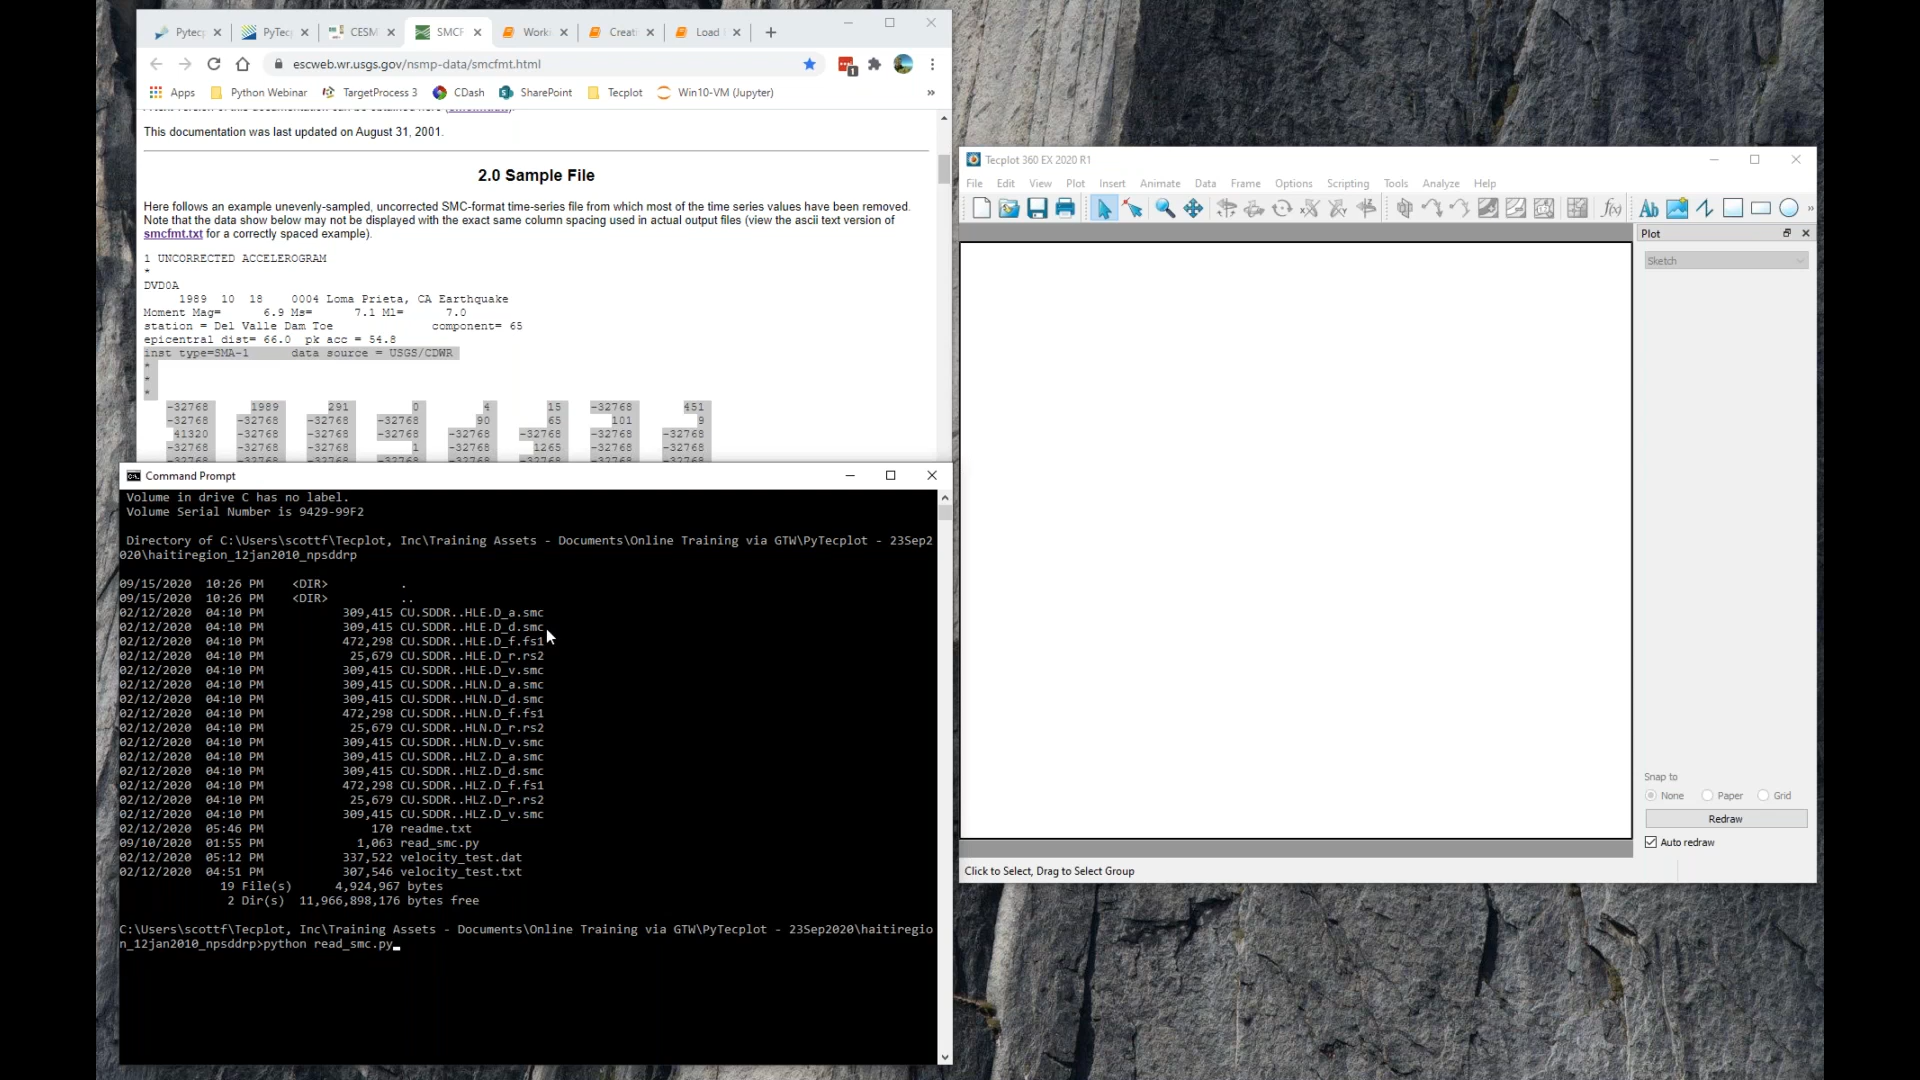 Pytec
PyTec
CESM
SMCF
Work
Creati
Load
escweb.wr.usgs.gov/nsmp-data/smcfmt.html
1
Apps
Python Webinar
TargetProcess 3
CDash
SharePoint
Tecplot
Win10-VM (Jupyter)
»
This documentation was last updated on August 31, 2001.
2.0 Sample File
Here follows an example unevenly-sampled, uncorrected SMC-format time-series file from which most of the time series values have been removed.
Note that the data show below may not be displayed with the exact same column spacing used in actual output files (view the ascii text version of
smcfmt.txt for a correctly spaced example).
1 UNCORRECTED ACCELEROGRAM
*
DVD0A
1989 10 18 0004 Loma Prieta, CA Earthquake
Moment Mag= 6.9 Ms= 7.1 Ml= 7.0
station = Del Valle Dam Toe component= 65
epicentral dist= 66.0 pk acc = 54.8
inst type=SMA-1 data source = USGS/CDWR
*
*
*
-32768 1989 291 0 4 15 -32768 451
-32768 -32768 -32768 -32768 90 65 101 9
41320 -32768 -32768 -32768 -32768 -32768 -32768 -32768
-32768 -32768 -32768 1 -32768 1265 -32768 -32768
Command Prompt
Volume in drive C has no label.
Volume Serial Number is 9429-99F2
Directory of C:\Users\scottf\Tecplot, Inc\Training Assets - Documents\Online Training via GTW\PyTecplot - 23Sep2
020\haitiregion_12jan2010_npsddrp
09/15/2020 10:26 PM <DIR> .
09/15/2020 10:26 PM <DIR> ..
02/12/2020 04:10 PM 309,415 CU.SDDR..HLE.D_a.smc
02/12/2020 04:10 PM 309,415 CU.SDDR..HLE.D_d.smc
02/12/2020 04:10 PM 472,298 CU.SDDR..HLE.D_f.fs1
02/12/2020 04:10 PM 25,679 CU.SDDR..HLE.D_r.rs2
02/12/2020 04:10 PM 309,415 CU.SDDR..HLE.D_v.smc
02/12/2020 04:10 PM 309,415 CU.SDDR..HLN.D_a.smc
02/12/2020 04:10 PM 309,415 CU.SDDR..HLN.D_d.smc
02/12/2020 04:10 PM 472,298 CU.SDDR..HLN.D_f.fs1
02/12/2020 04:10 PM 25,679 CU.SDDR..HLN.D_r.rs2
02/12/2020 04:10 PM 309,415 CU.SDDR..HLN.D_v.smc
02/12/2020 04:10 PM 309,415 CU.SDDR..HLZ.D_a.smc
02/12/2020 04:10 PM 309,415 CU.SDDR..HLZ.D_d.smc
02/12/2020 04:10 PM 472,298 CU.SDDR..HLZ.D_f.fs1
02/12/2020 04:10 PM 25,679 CU.SDDR..HLZ.D_r.rs2
02/12/2020 04:10 PM 309,415 CU.SDDR..HLZ.D_v.smc
02/12/2020 05:46 PM 170 readme.txt
09/10/2020 01:55 PM 1,063 read_smc.py
02/12/2020 05:12 PM 337,522 velocity_test.dat
02/12/2020 04:51 PM 307,546 velocity_test.txt
19 File(s) 4,924,967 bytes
2 Dir(s) 11,966,898,176 bytes free
C:\Users\scottf\Tecplot, Inc\Training Assets - Documents\Online Training via GTW\PyTecplot - 23Sep2020\haitiregio
n_12jan2010_npsddrp>python read_smc.py
Tecplot 360 EX 2020 R1
File Edit View Plot Insert Animate Data Frame Options Scripting Tools Analyze Help
f(x)
Ab
»
Plot
Sketch
Snap to
None Paper Grid
Redraw
Auto redraw
Click to Select, Drag to Select Group